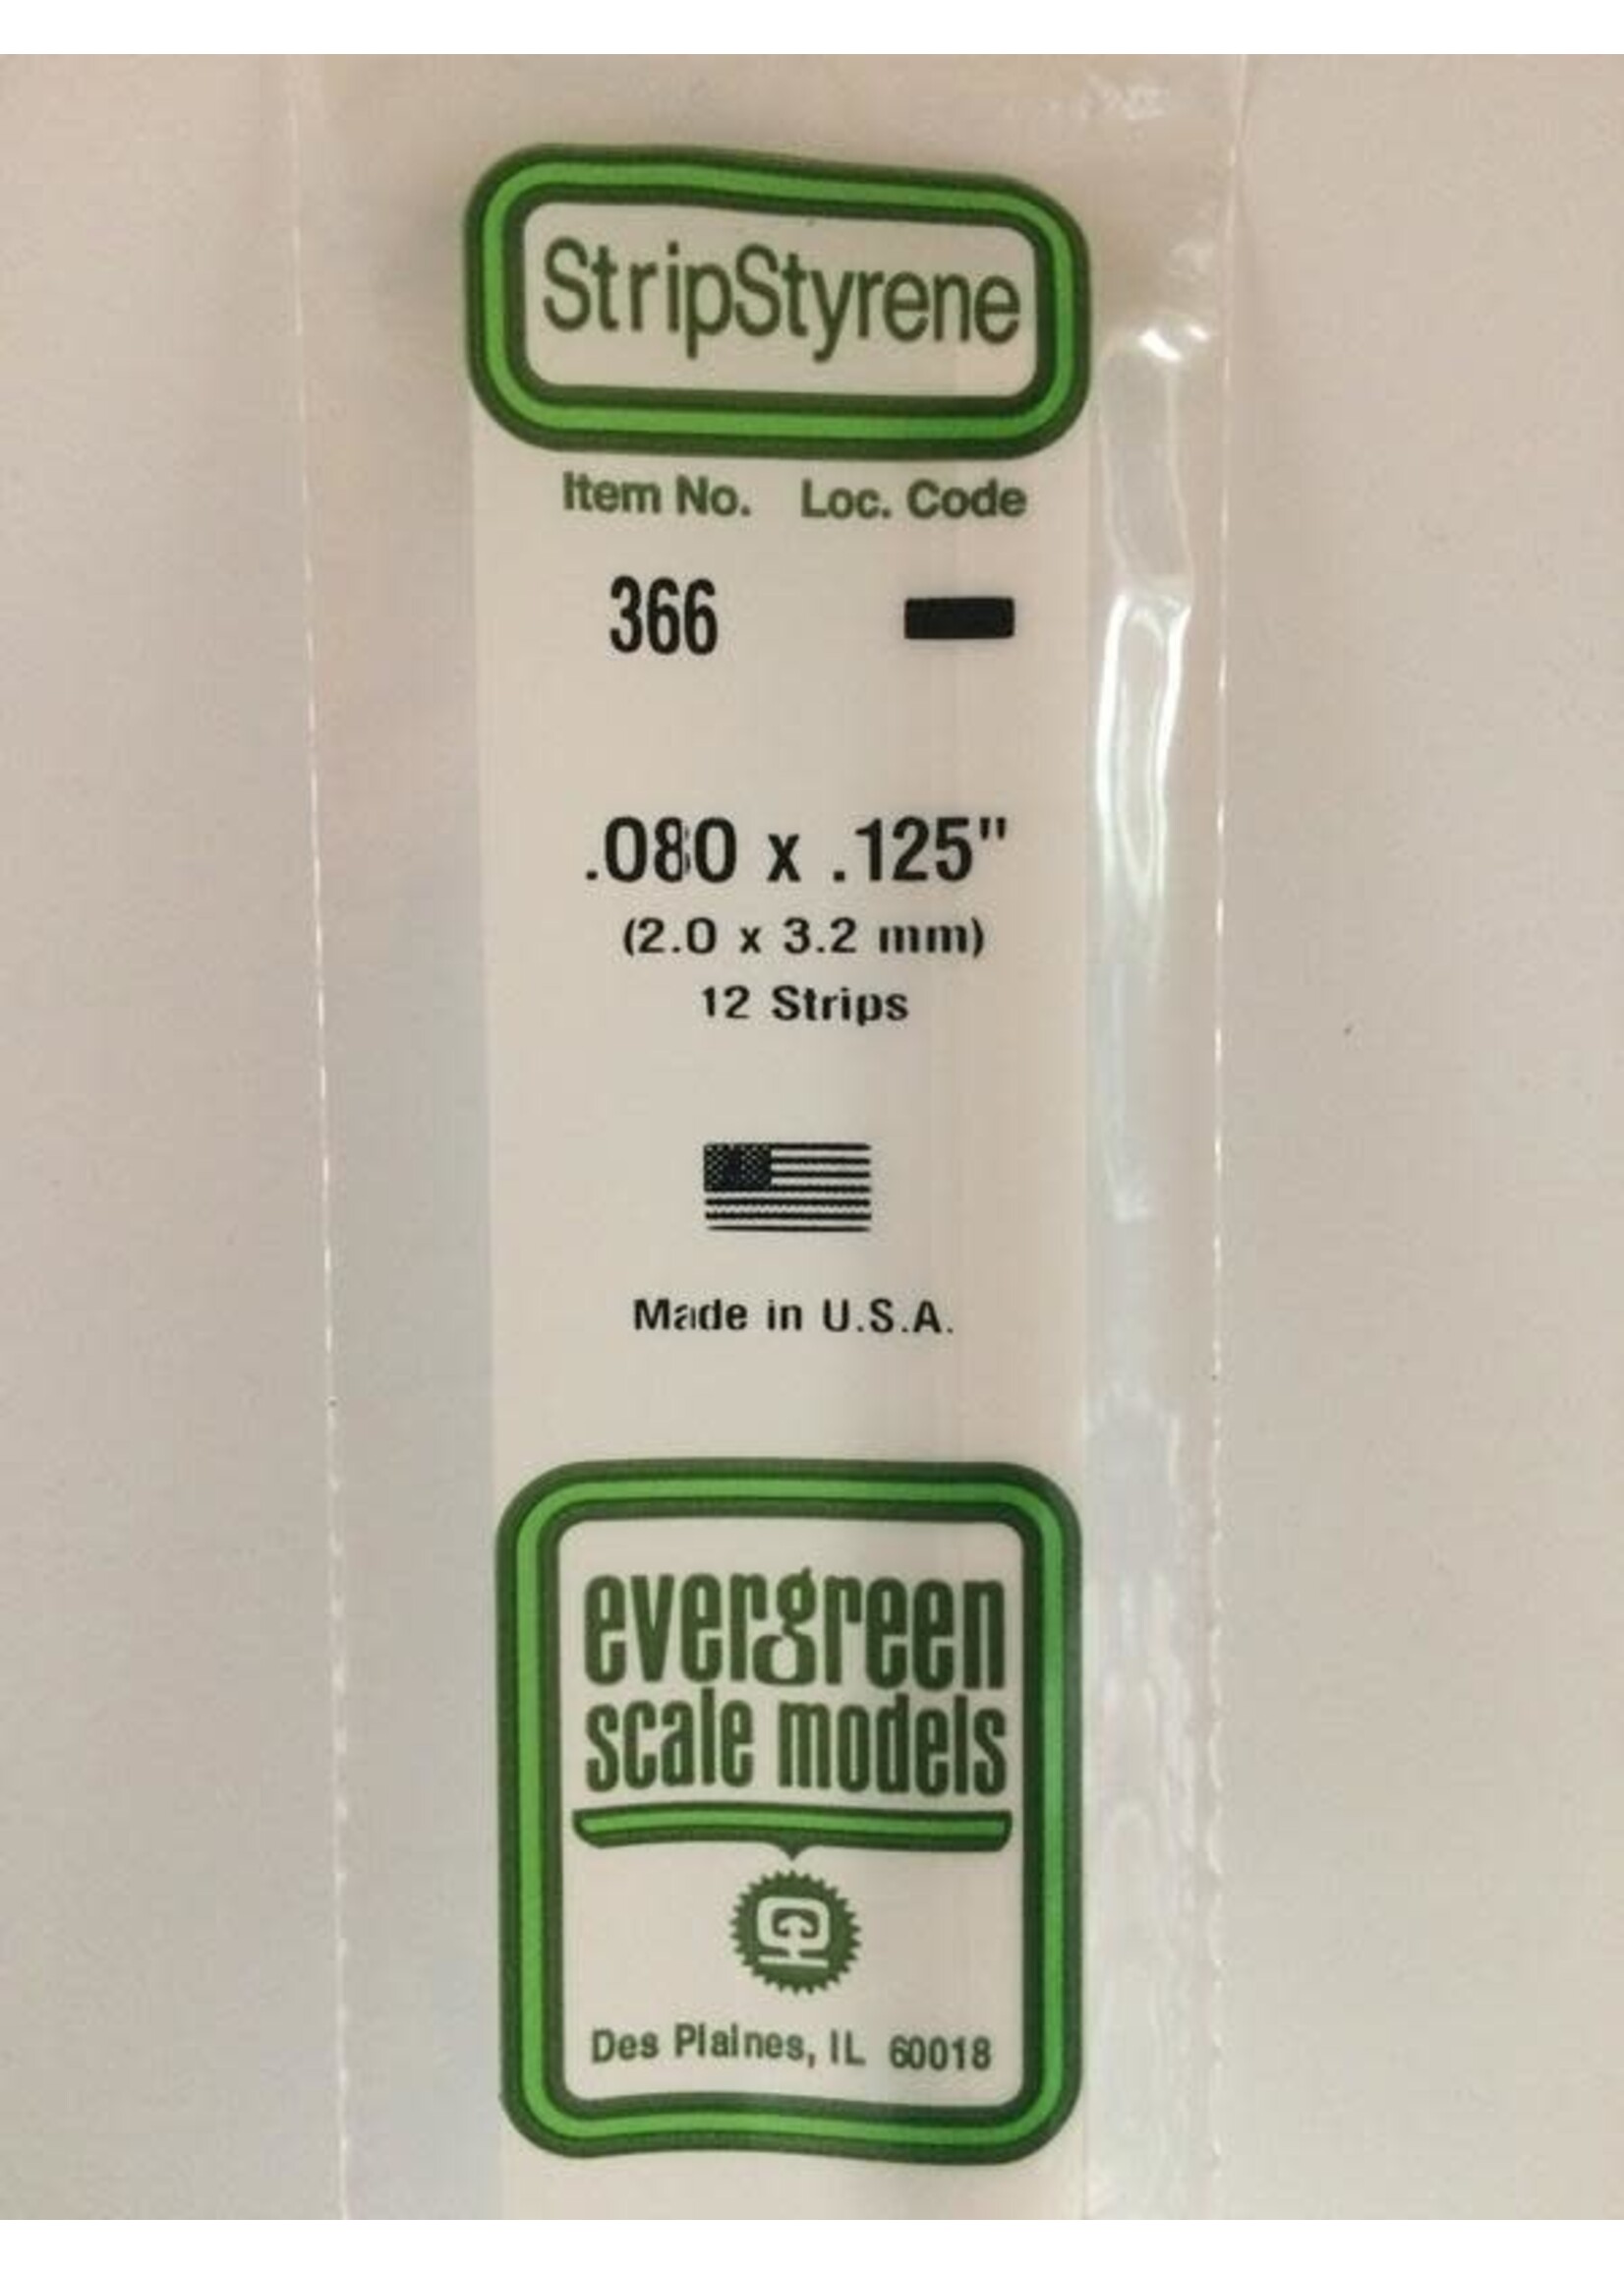 StripStyrene
Item No. Loc. Code
366
.080 x .125"
(2.0 x 3.2 mm)
12 Strips
Made in U.S.A.
evergreen
scale models
Des Plaines, IL 60018